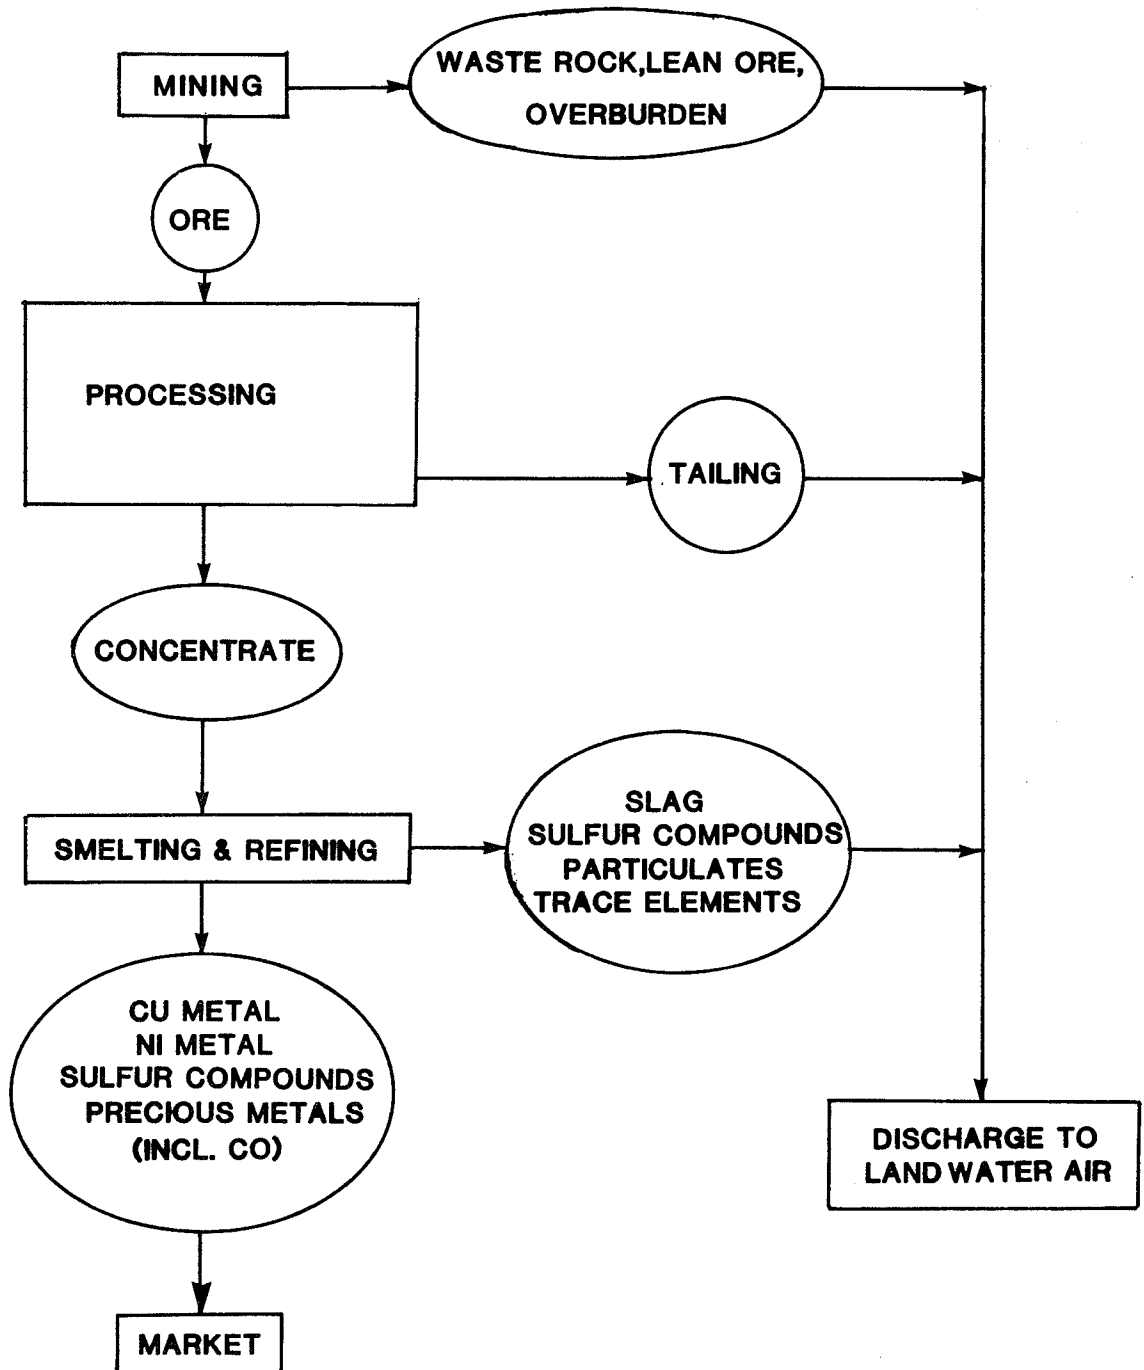 MINING
WASTE ROCK,LEAN ORE,
OVERBURDEN
ORE
PROCESSING
TAILING
CONCENTRATE
SMELTING & REFINING
SLAG
SULFUR COMPOUNDS
PARTICULATES
TRACE ELEMENTS
CU METAL
NI METAL
SULFUR COMPOUNDS
PRECIOUS METALS
(INCL. CO)
DISCHARGE TO
LAND WATER AIR
MARKET